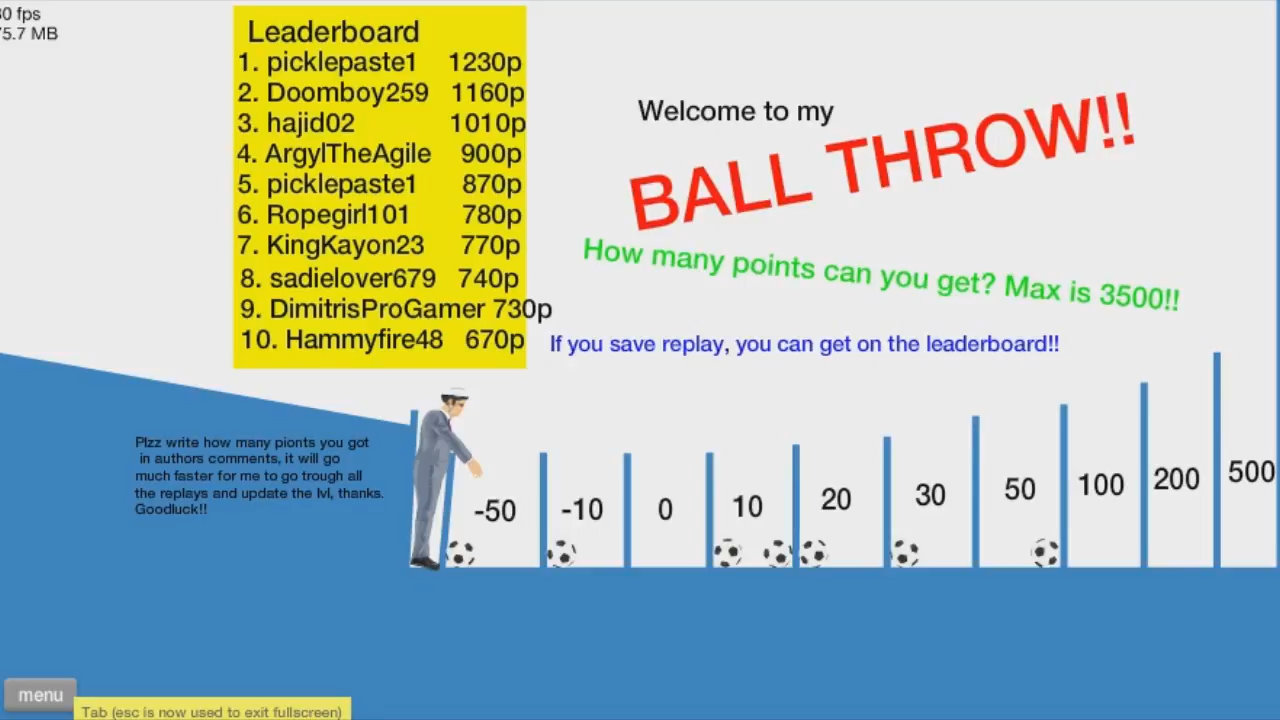 30 fps
75.7 MB
Leaderboard
1. picklepaste1 1230p
2. Doomboy259 1160p
3. hajid02 1010p
4. ArgylTheAgile 900p
5. picklepaste1 870p
6. Ropegirl101 780p
7. KingKayon23 770p
8. sadielover679 740p
9. DimitrisProGamer 730p
10. Hammyfire48 670p
Welcome to my
BALL THROW!!
How many points can you get? Max is 3500!!
If you save replay, you can get on the leaderboard!!
Plzz write how many pionts you got
in authors comments, it will go
much faster for me to go trough all
the replays and update the lvl, thanks.
Goodluck!!
-50 -10 0 10 20 30 50 100 200 500
menu
Tab (esc is now used to exit fullscreen)